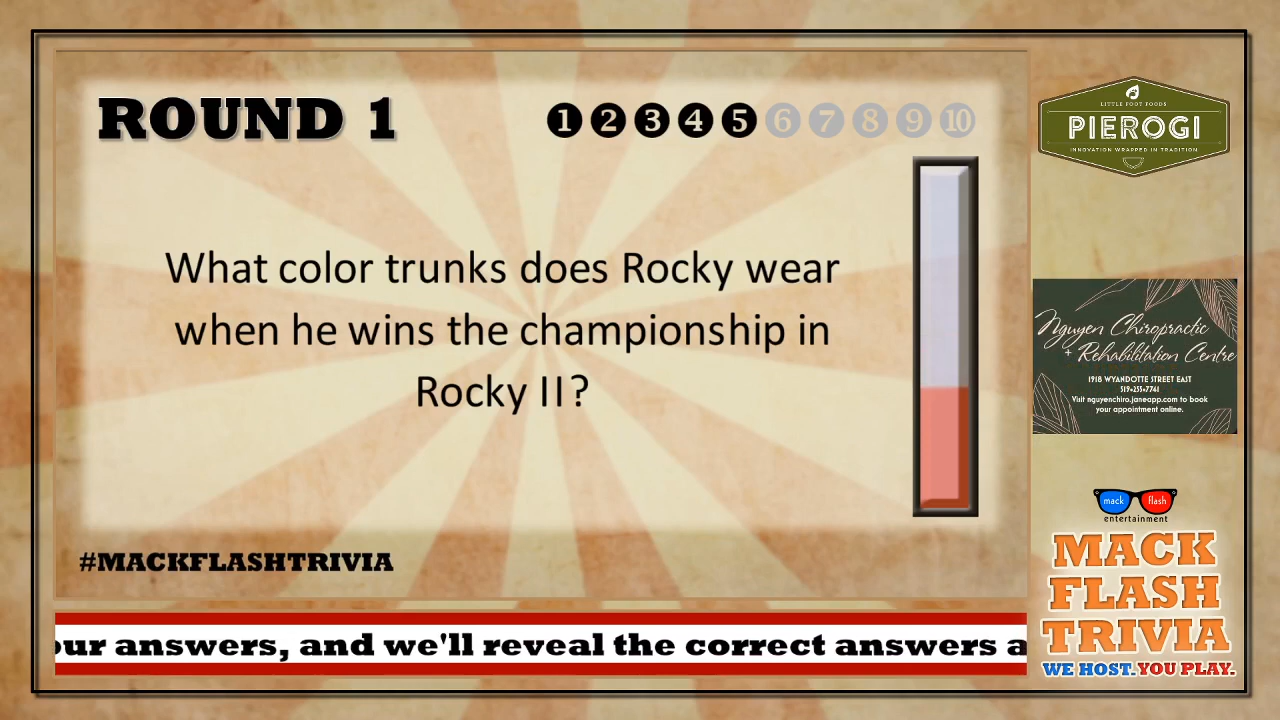 ROUND 1
1 2 3 4 5 6 7 8 9 10
What color trunks does Rocky wear
when he wins the championship in
Rocky II?
#MACKFLASHTRIVIA
our answers, and we'll reveal the correct answers a
LITTLE FOOT FOODS
PIEROGI
INNOVATION WRAPPED IN TRADITION
Nguyen Chiropractic
+ Rehabilitation Centre
1918 WYANDOTTE STREET EAST
519-255-7741
Visit nguyenchiro.janeapp.com to book
your appointment online.
mack flash
entertainment
MACK
FLASH
TRIVIA
WE HOST. YOU PLAY.